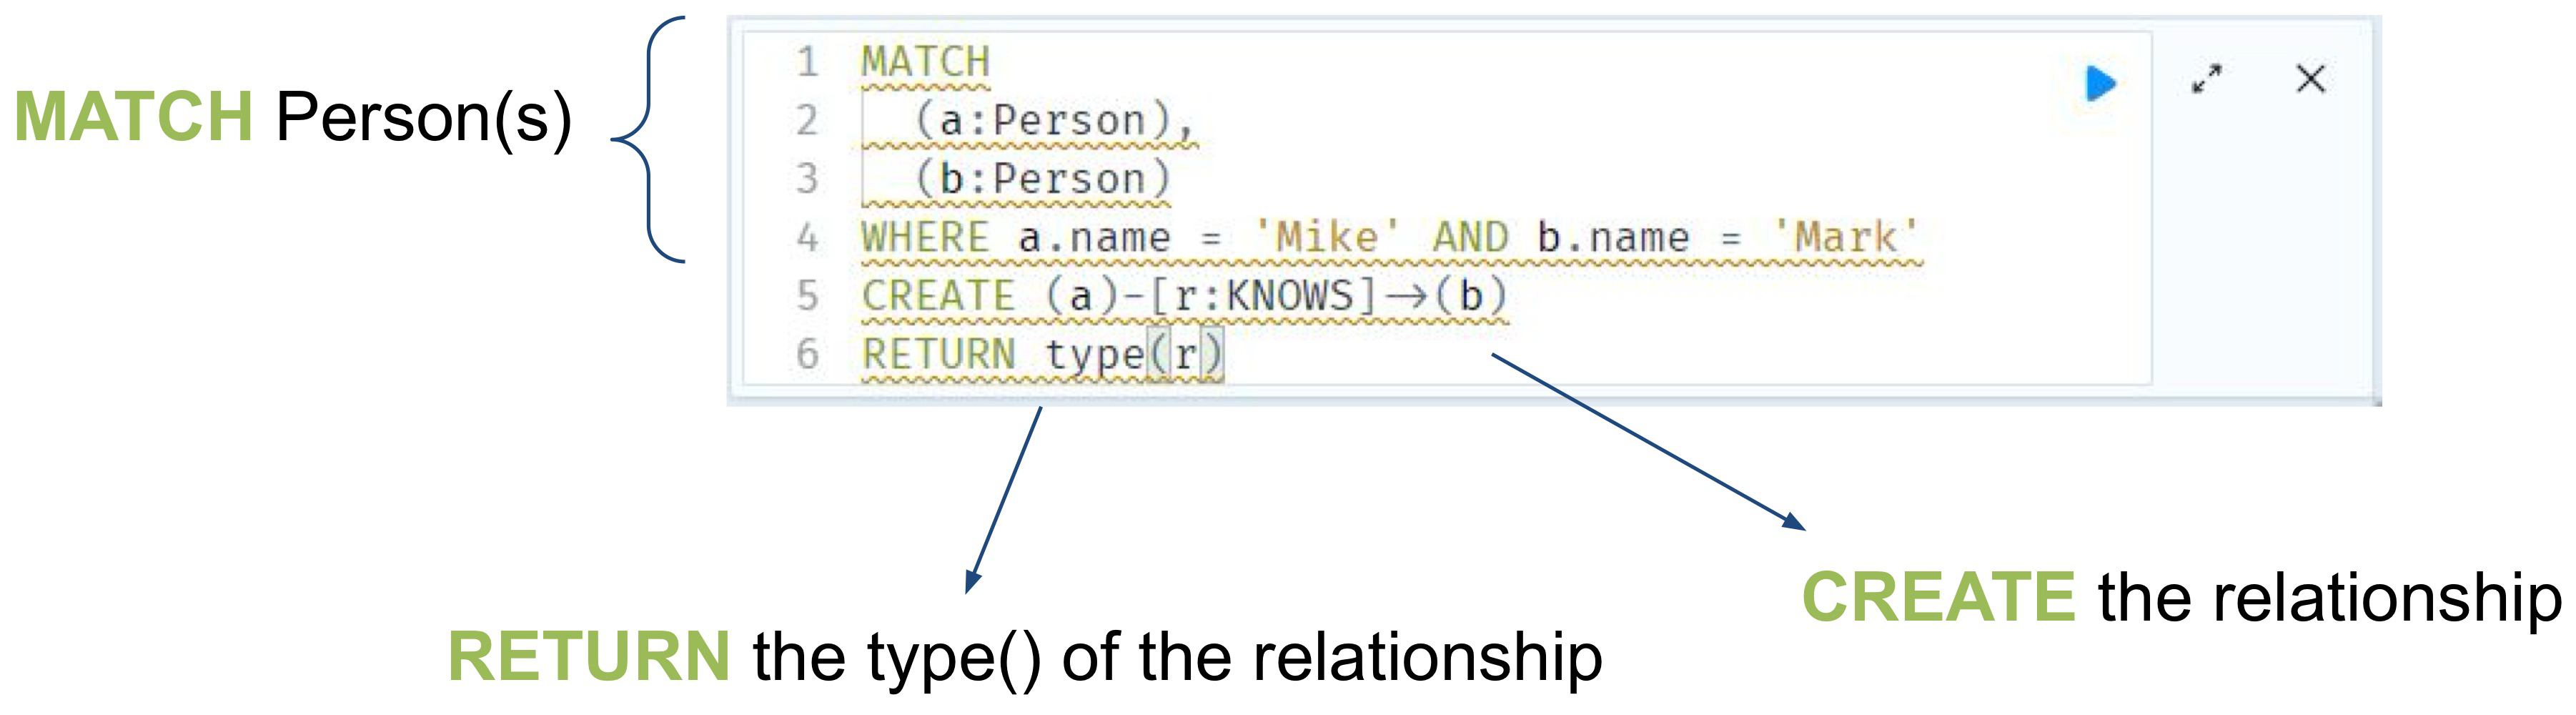 MATCH Person(s)
1 MATCH
2 (a:Person),
3 (b:Person)
4 WHERE a.name = 'Mike' AND b.name = 'Mark'
5 CREATE (a)-[r:KNOWS]→(b)
6 RETURN type(r)
CREATE the relationship
RETURN the type() of the relationship